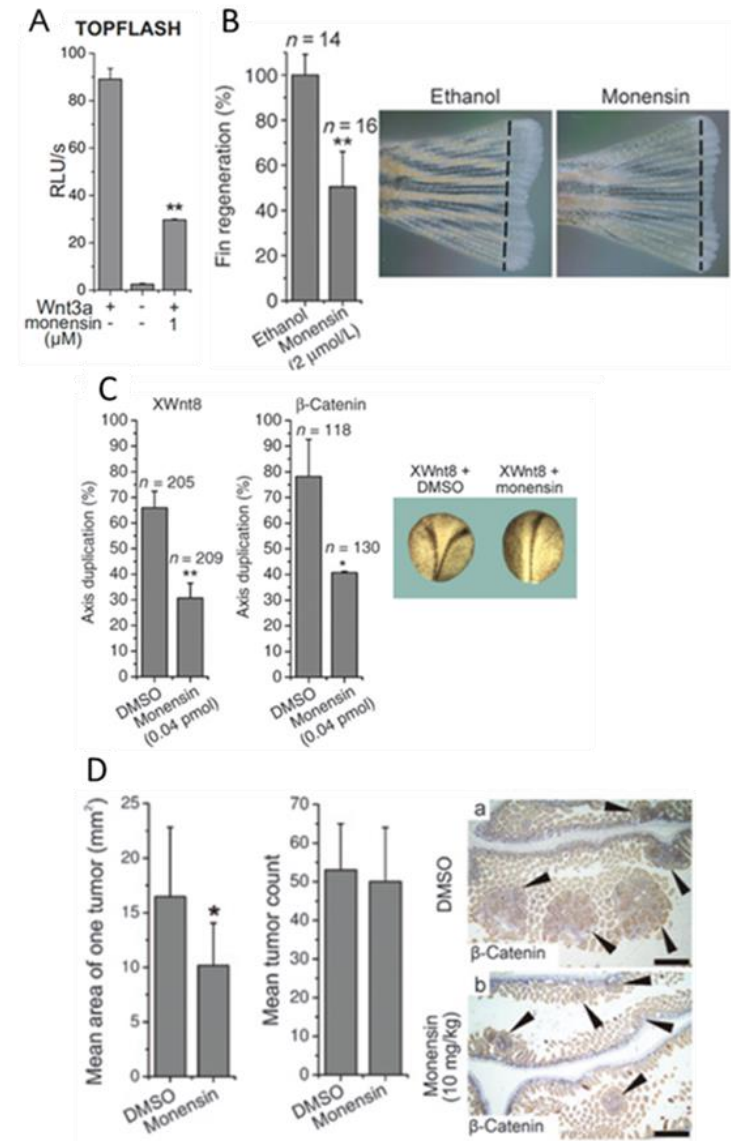 A
TOPFLASH
RLU/s
100
80
60
40
20
0
**
Wnt3a + - +
monensin - - 1
(µM)
B
Fin regeneration (%)
100
80
60
40
20
0
n = 14
n = 16
**
Ethanol
Monensin
(2 µmol/L)
Ethanol
Monensin
C
XWnt8
Axis duplication (%)
100
90
80
70
60
50
40
30
20
10
0
n = 205
n = 209
**
DMSO
Monensin
(0.04 pmol)
β-Catenin
Axis duplication (%)
100
90
80
70
60
50
40
30
20
10
0
n = 118
n = 130
*
DMSO
Monensin
(0.04 pmol)
XWnt8 +
DMSO
XWnt8 +
monensin
D
Mean area of one tumor (mm²)
25
20
15
10
5
0
*
DMSO
Monensin
Mean tumor count
70
60
50
40
30
20
10
0
DMSO
Monensin
DMSO
a
β-Catenin
Monensin
(10 mg/kg)
b
β-Catenin